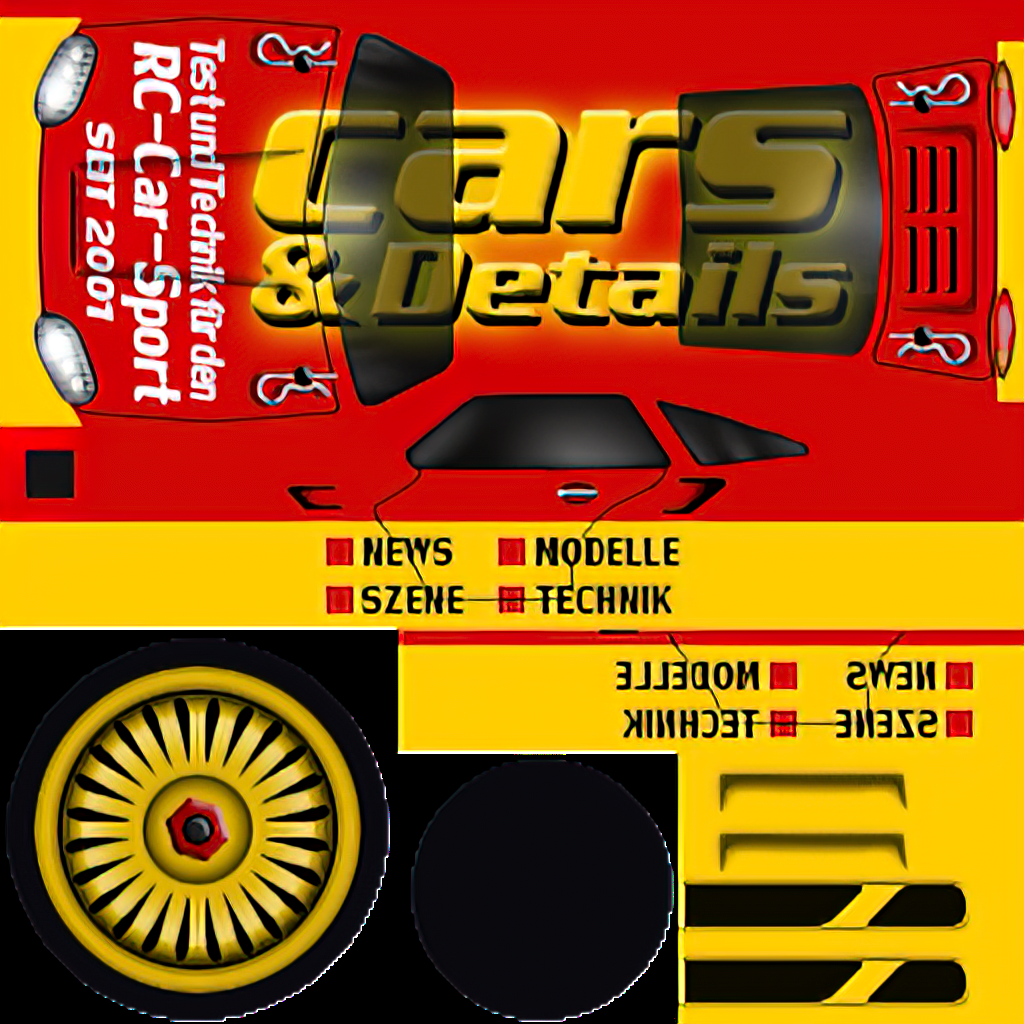 Test und Technik für den
RC-Car-Sport
SEIT 2001
cars
& Details
NEWS
MODELLE
SZENE
TECHNIK
MODELLE
NEWS
TECHNIK
SZENE